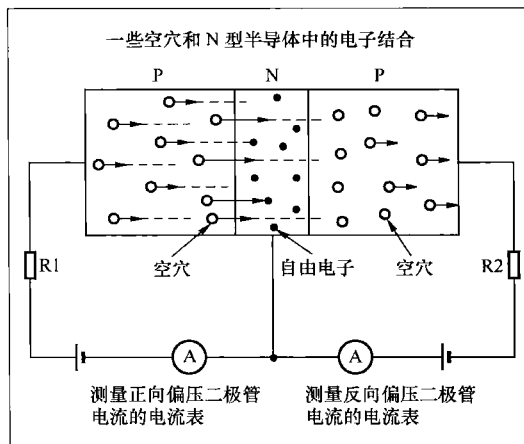 一些空穴和 N 型半导体中的电子结合
P
N
P
R1
空穴
自由电子
空穴
R2
A
A
测量正向偏压二极管
电流的电流表
测量反向偏压二极管
电流的电流表